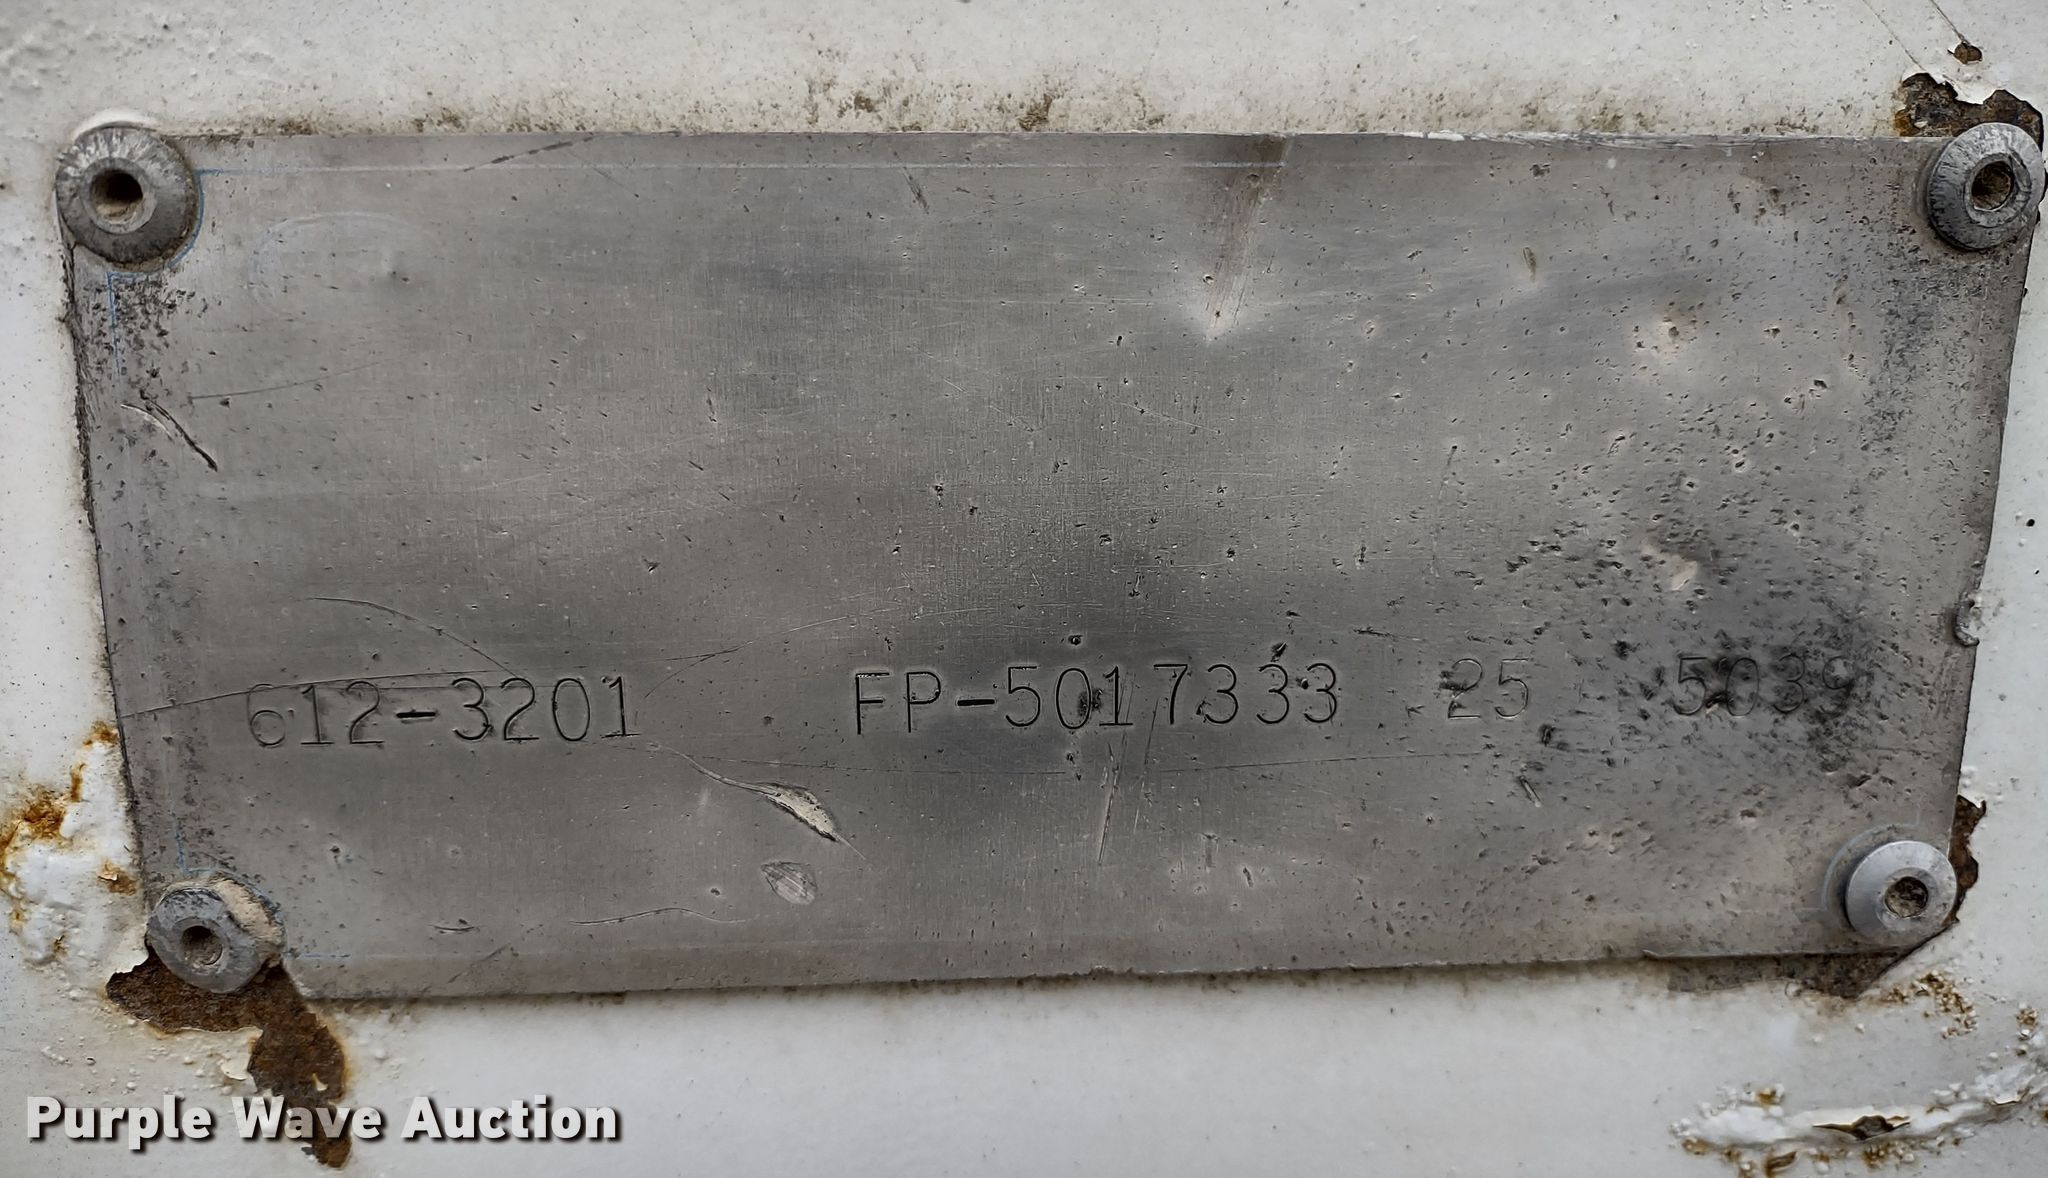 612-3201 FP-5017333 25 5039
Purple Wave Auction